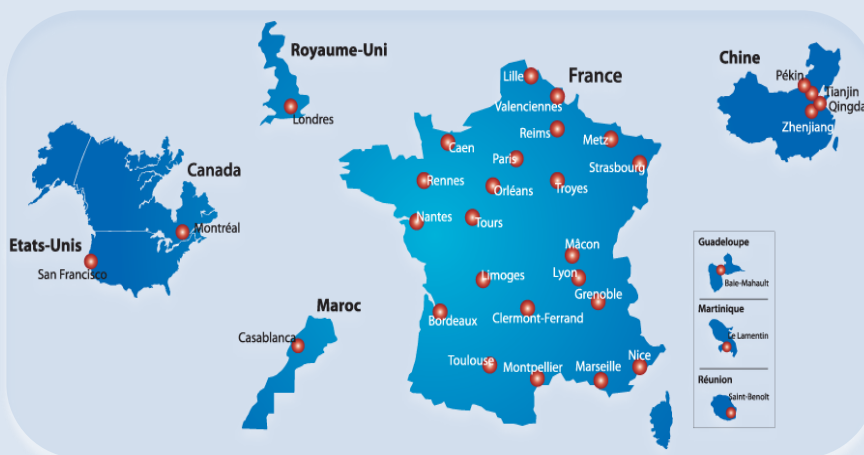 Royaume-Uni
Londres
Canada
Montréal
Etats-Unis
San Francisco
Maroc
Casablanca
France
Lille
Valenciennes
Reims
Metz
Caen
Paris
Strasbourg
Rennes
Orléans
Troyes
Nantes
Tours
Mâcon
Limoges
Lyon
Grenoble
Bordeaux
Clermont-Ferrand
Toulouse
Montpellier
Marseille
Nice
Chine
Pékin
Tianjin
Qingda
Zhenjiang
Guadeloupe
Baie-Mahault
Martinique
Le Lamentin
Réunion
Saint-Benoît